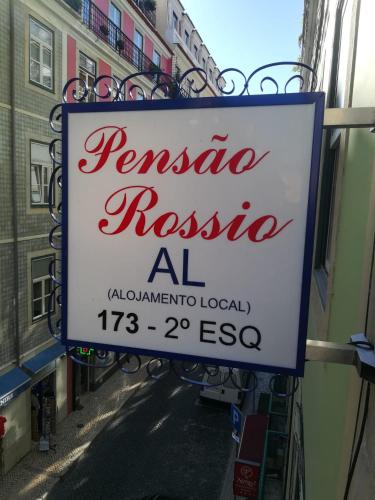 Pensão
Rossio
AL
(ALOJAMENTO LOCAL)
173 - 2º ESQ
P